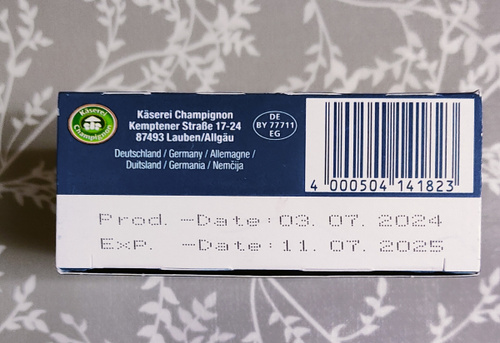 Käserei
Champignon
Käserei Champignon
Kemptener Straße 17-24
87493 Lauben/Allgäu
Deutschland / Germany / Allemagne /
Duitsland / Germania / Nemčija
DE
BY 77711
EG
4 000504 141823
Prod. -Date: 03. 07. 2024
Exp. -Date: 11. 07. 2025